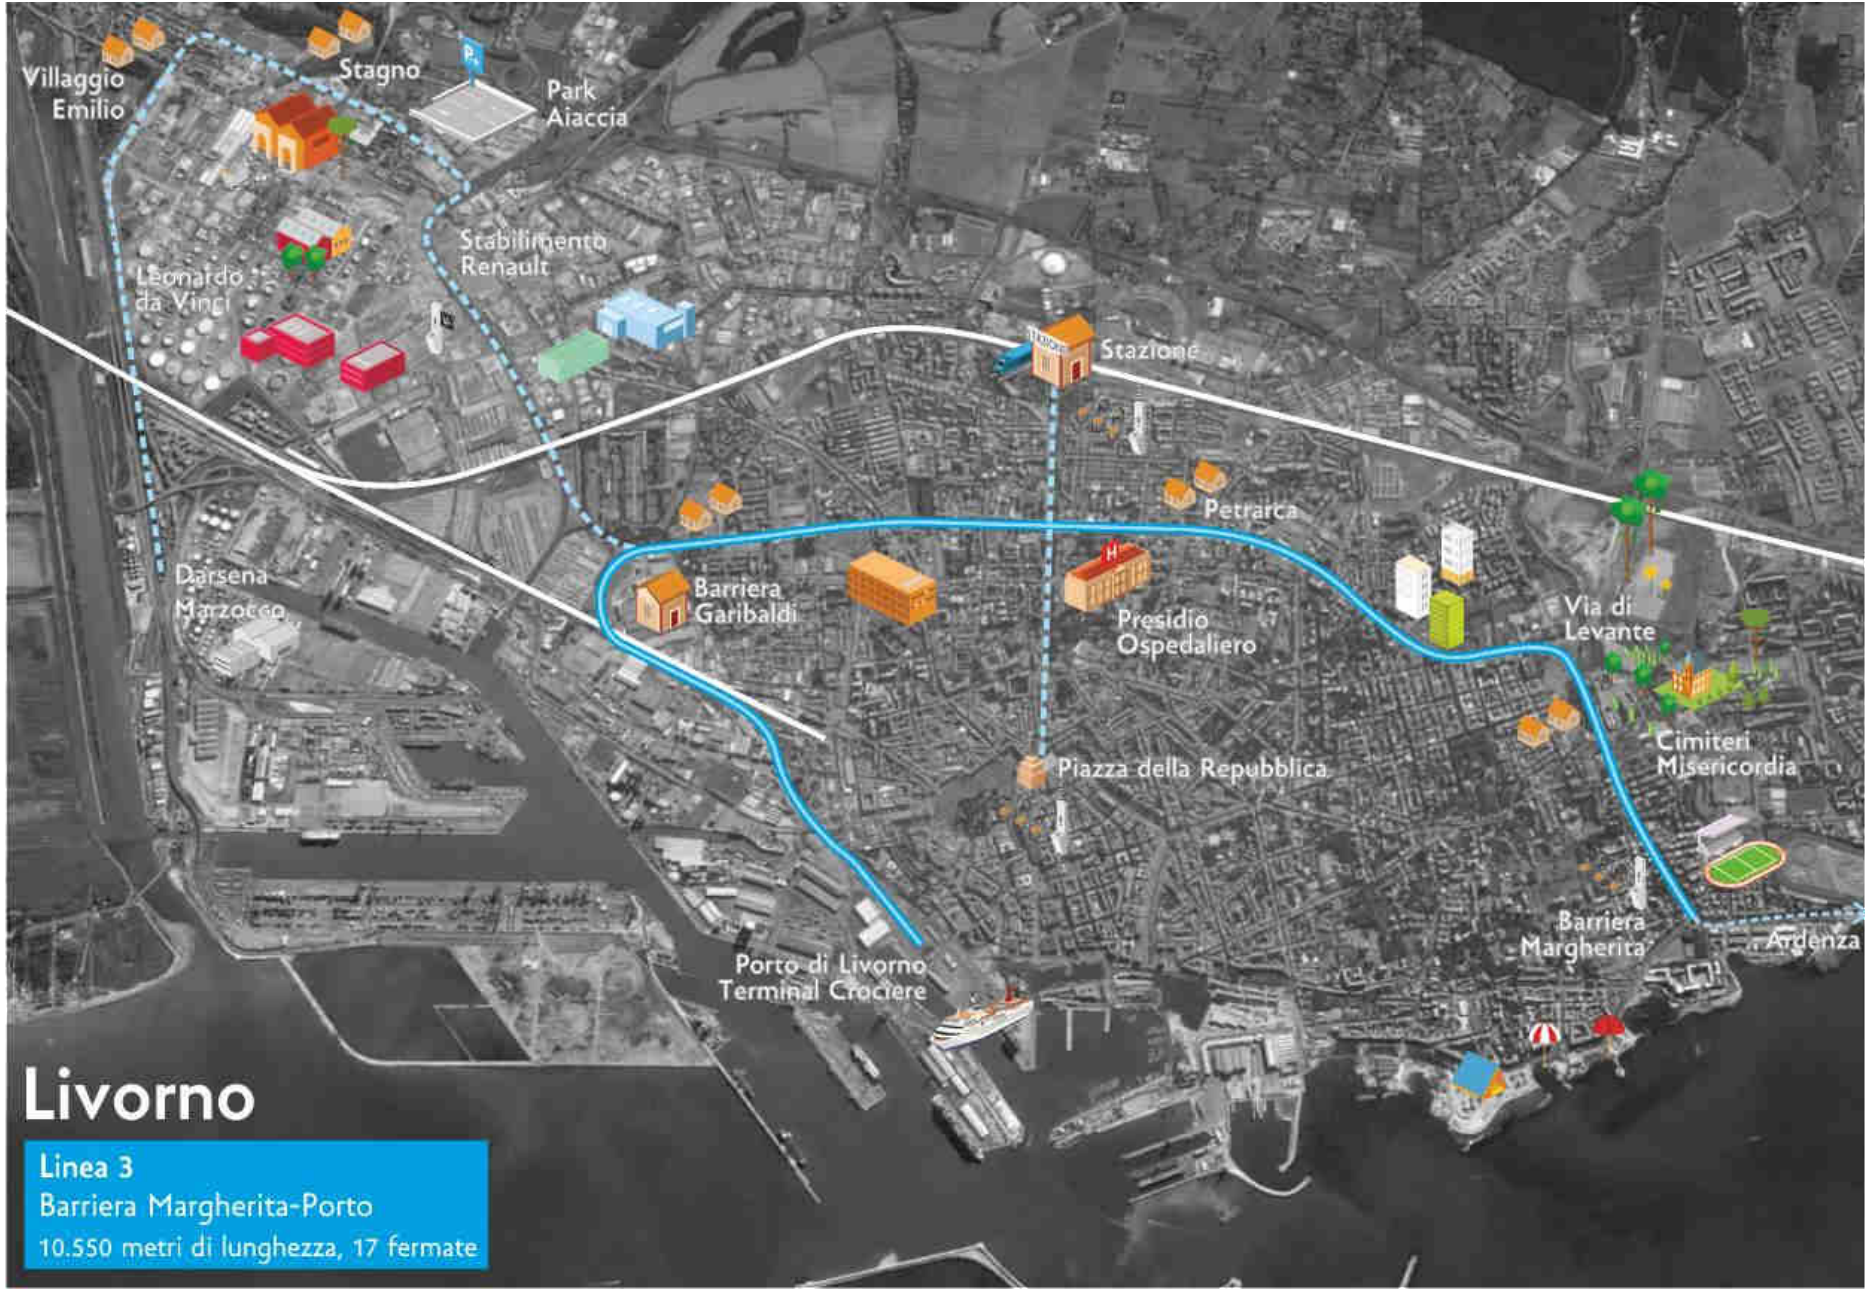 Villaggio
Emilio
Stagno
P
Park
Aiaccia
Stabilimento
Renault
Leonardo
da Vinci
STAZIONE
Stazione
Petrarca
Barriera
Garibaldi
H
Presidio
Ospedaliero
Via di
Levante
Darsena
Marzocco
Cimiteri
Misericordia
Piazza della Repubblica
Barriera
Margherita
Ardenza
Porto di Livorno
Terminal Crociere
Livorno
Linea 3
Barriera Margherita-Porto
10.550 metri di lunghezza, 17 fermate